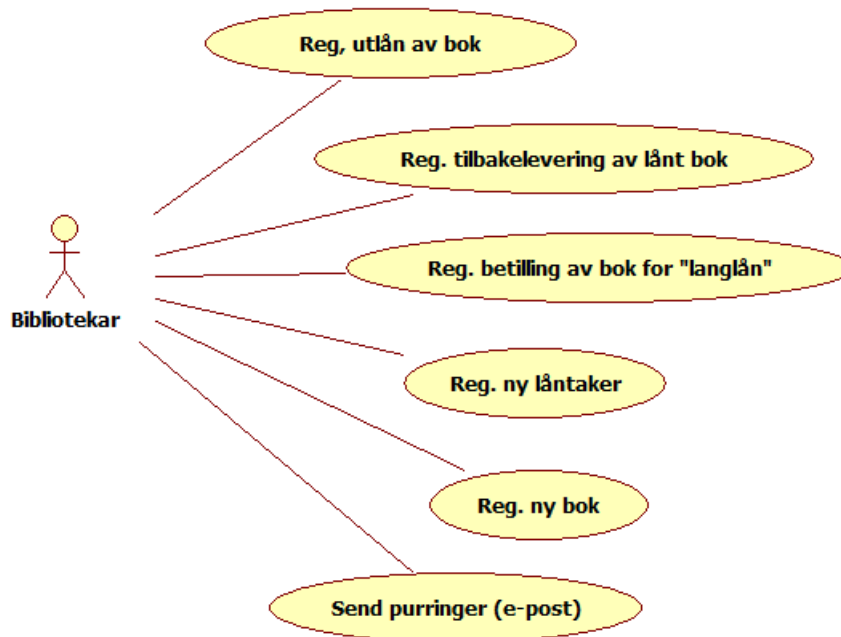 Reg, utlån av bok
Reg. tilbakelevering av lånt bok
Reg. betilling av bok for "langlån"
Bibliotekar
Reg. ny låntaker
Reg. ny bok
Send purringer (e-post)